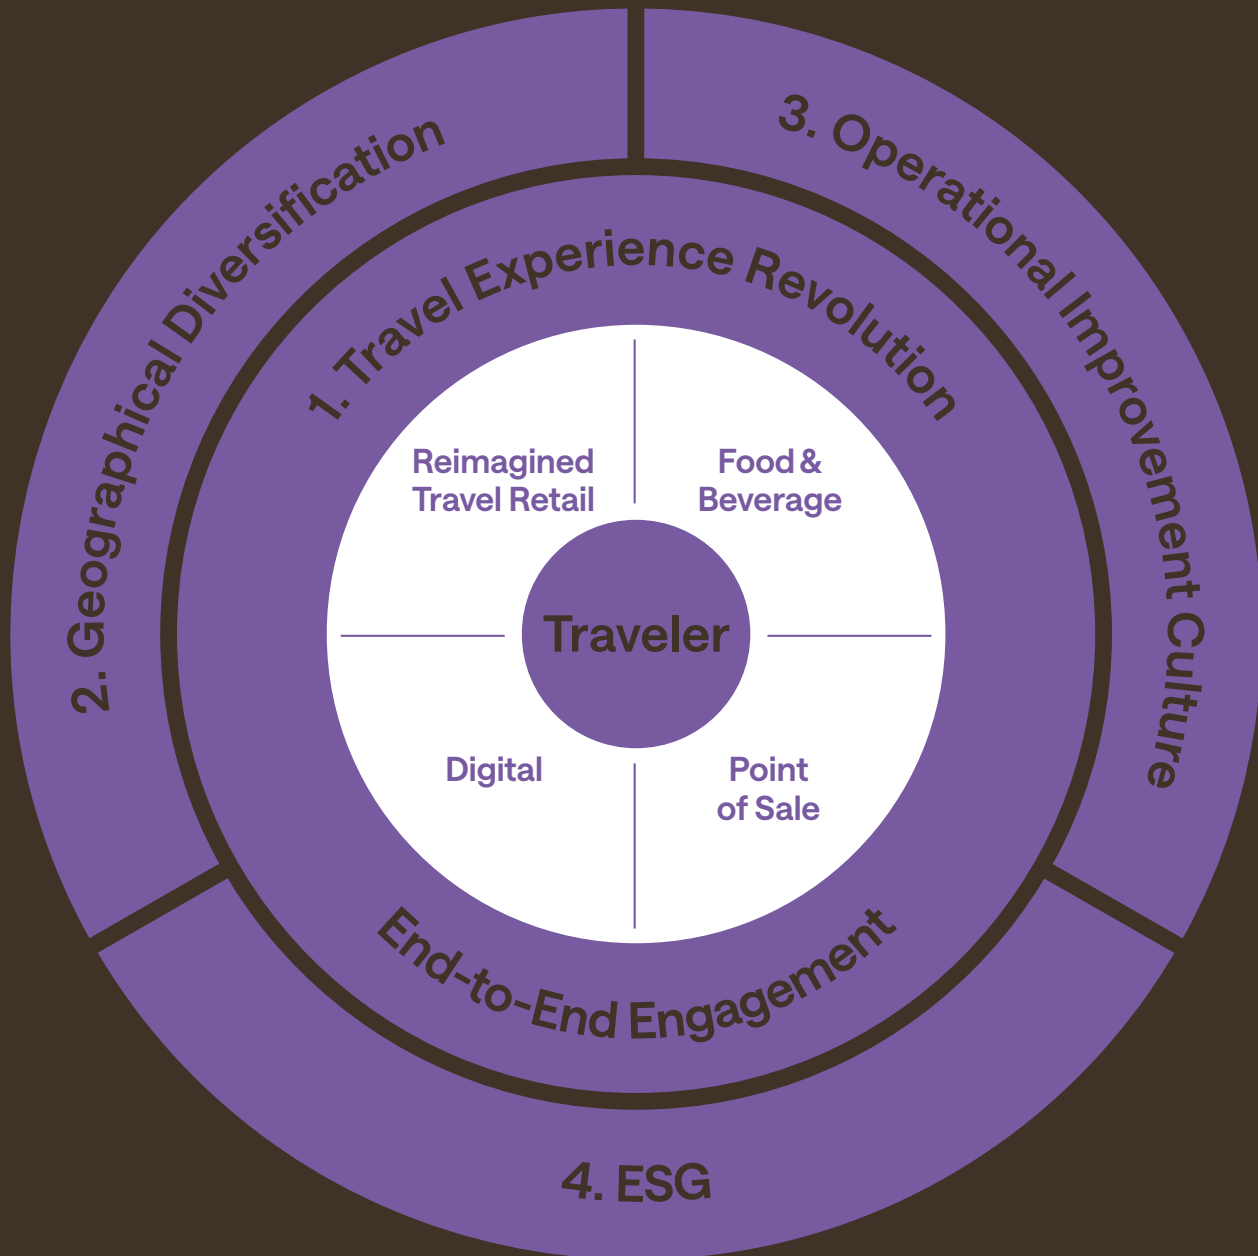 2. Geographical Diversification
3. Operational Improvement Culture
1. Travel Experience Revolution
Reimagined
Travel Retail
Food &
Beverage
Traveler
Digital
Point
of Sale
End-to-End Engagement
4. ESG